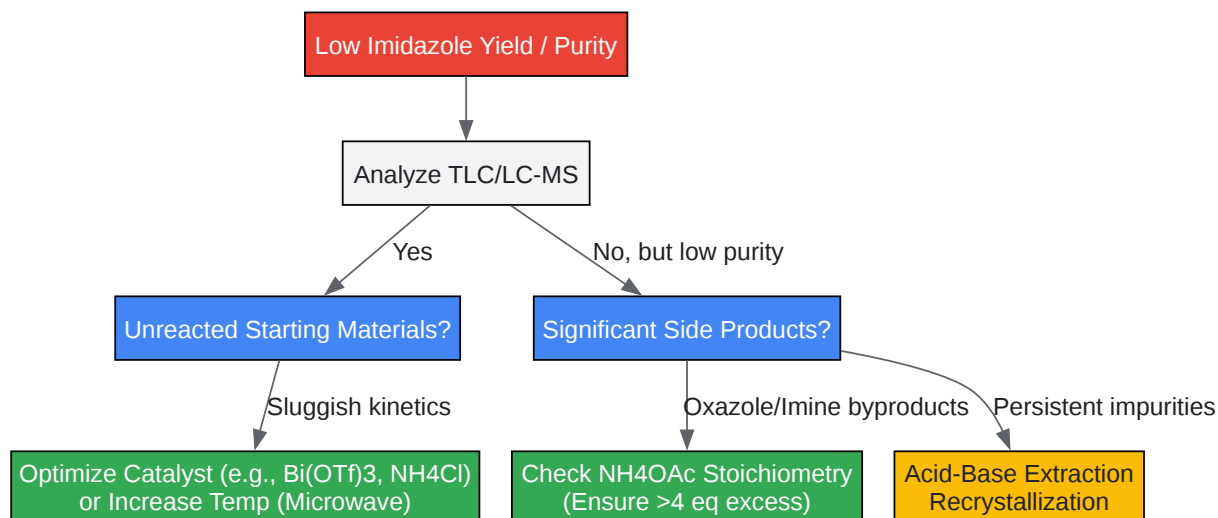 Low Imidazole Yield / Purity
Analyze TLC/LC-MS
Yes
No, but low purity
Unreacted Starting Materials?
Significant Side Products?
Sluggish kinetics
Oxazole/Imine byproducts
Persistent impurities
Optimize Catalyst (e.g., Bi(OTf)3, NH4Cl)
or Increase Temp (Microwave)
Check NH4OAc Stoichiometry
(Ensure >4 eq excess)
Acid-Base Extraction
Recrystallization